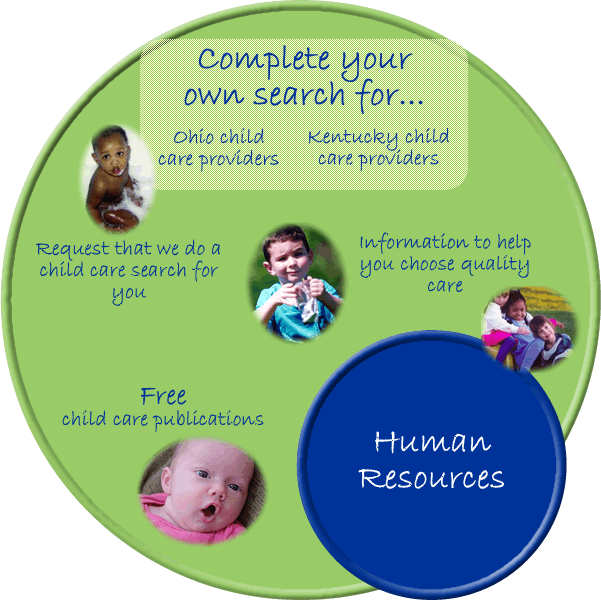 Complete your
own search for...
Ohio child
care providers
Kentucky child
care providers
Request that we do a
child care search for
you
Information to help
you choose quality
care
Free
child care publications
Human
Resources